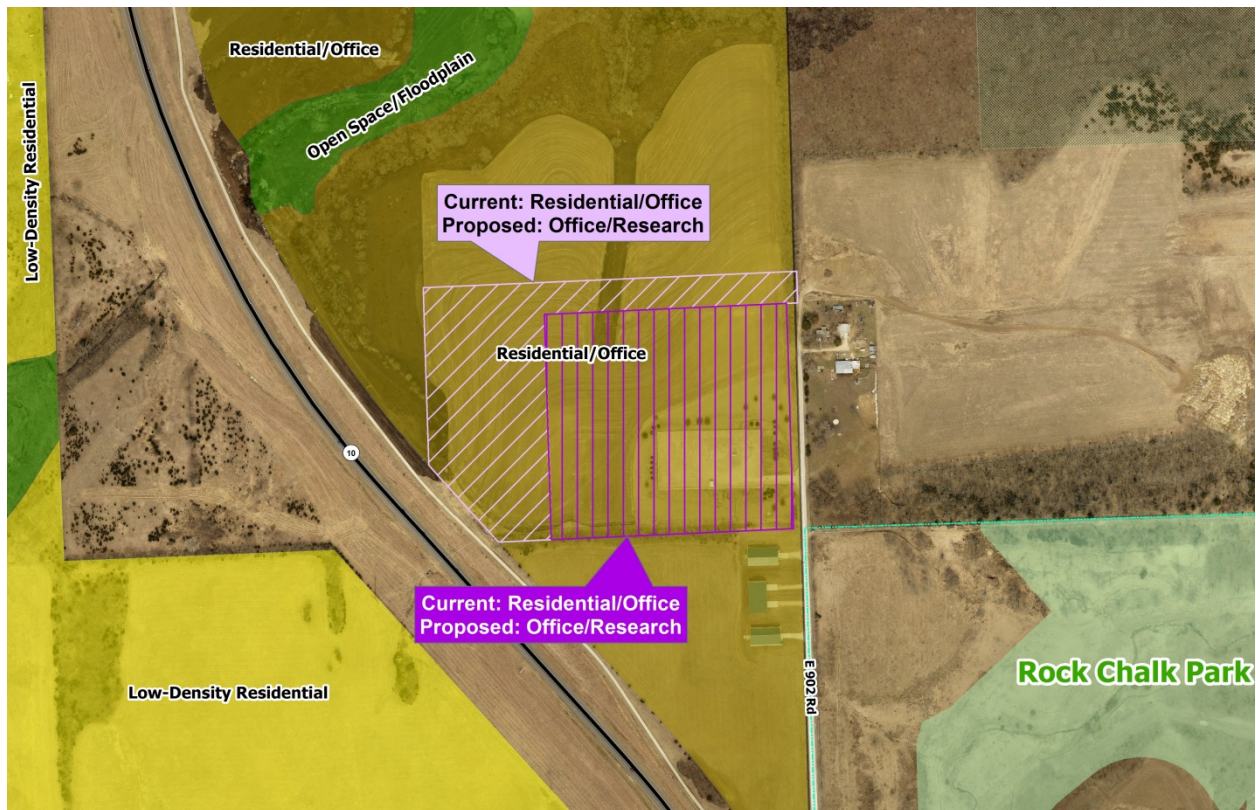 Residential/Office
Open Space/Floodplain
Low-Density Residential
Current: Residential/Office
Proposed: Office/Research
Residential/Office
10
Current: Residential/Office
Proposed: Office/Research
E 902 Rd
Rock Chalk Park
Low-Density Residential